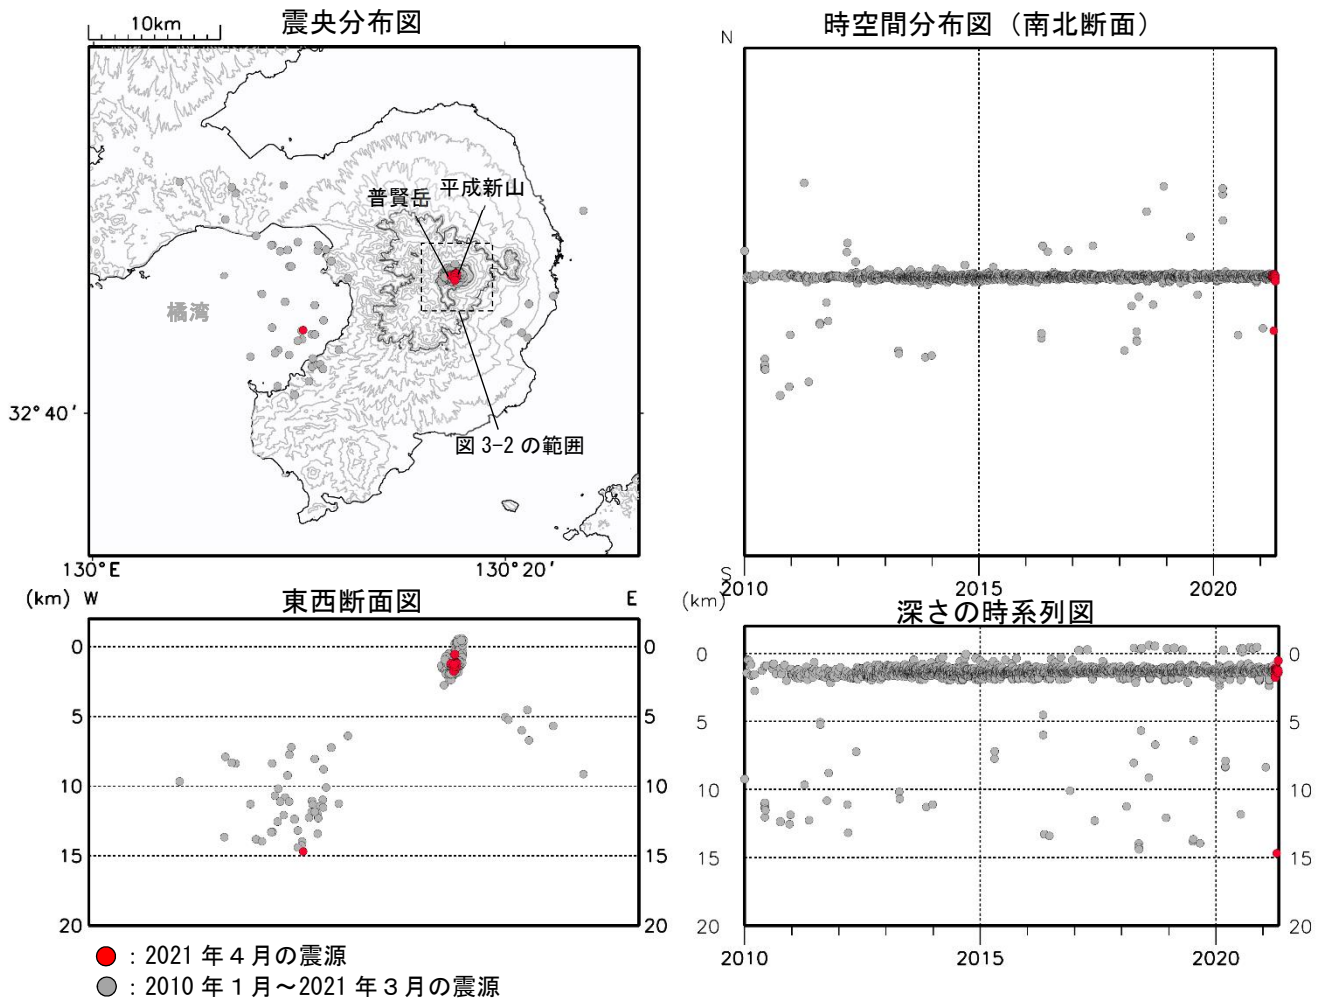 震央分布図
10km
普賢岳
平成新山
橘湾
図 3-2 の範囲
32°40′
130°E
130°20′
時空間分布図（南北断面）
N
S
2010
2015
2020
東西断面図
(km) W
E
0
5
10
15
20
0
5
10
15
20
深さの時系列図
(km)
0
5
10
15
20
0
5
10
15
20
2010
2015
2020
：2021 年４月の震源
：2010 年１月～2021 年３月の震源